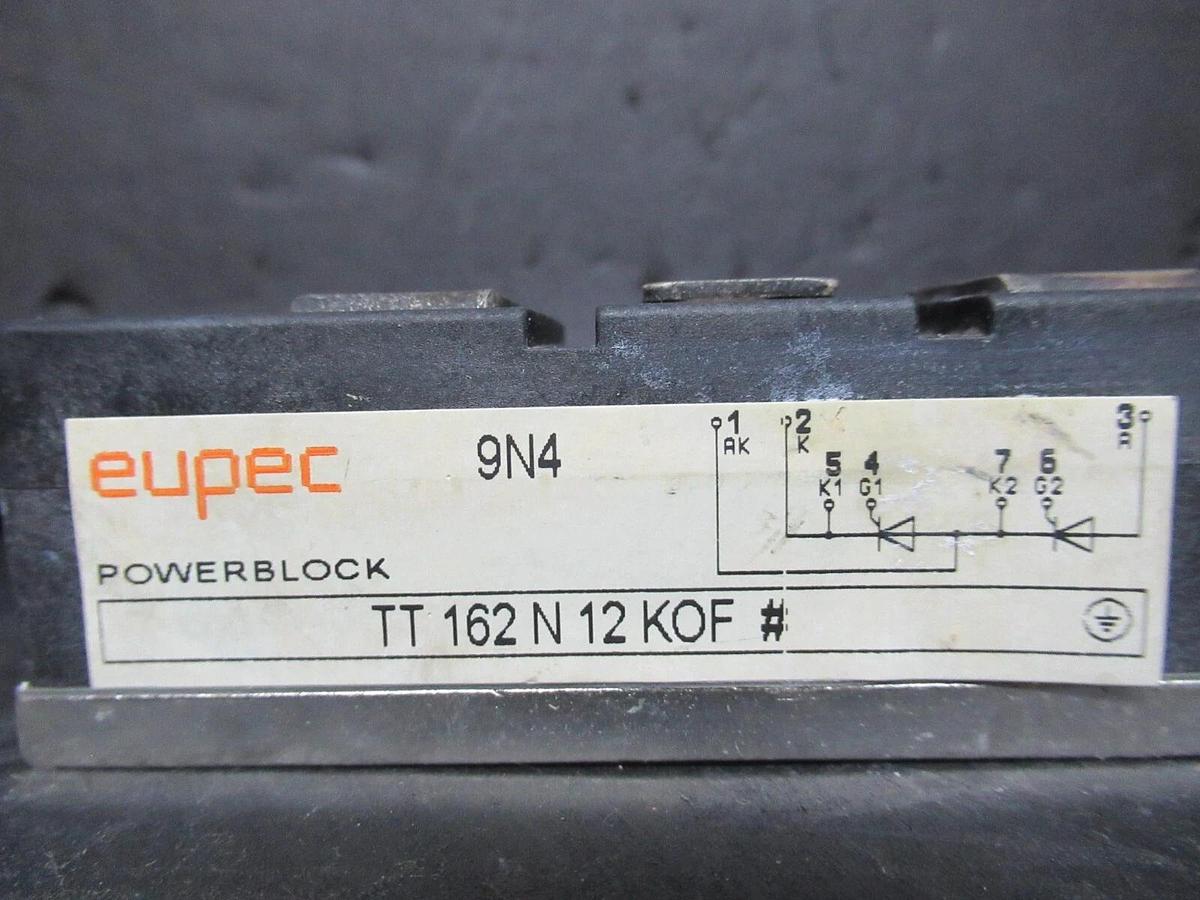 eupec
9N4
POWERBLOCK
1 2 3
AK K A
5 4 7 6
K1 G1 K2 G2
TT 162 N 12 KOF #